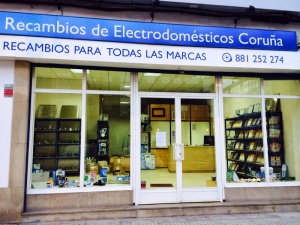 Recambios de Electrodomésticos Coruña
RECAMBIOS PARA TODAS LAS MARCAS 881 252 274